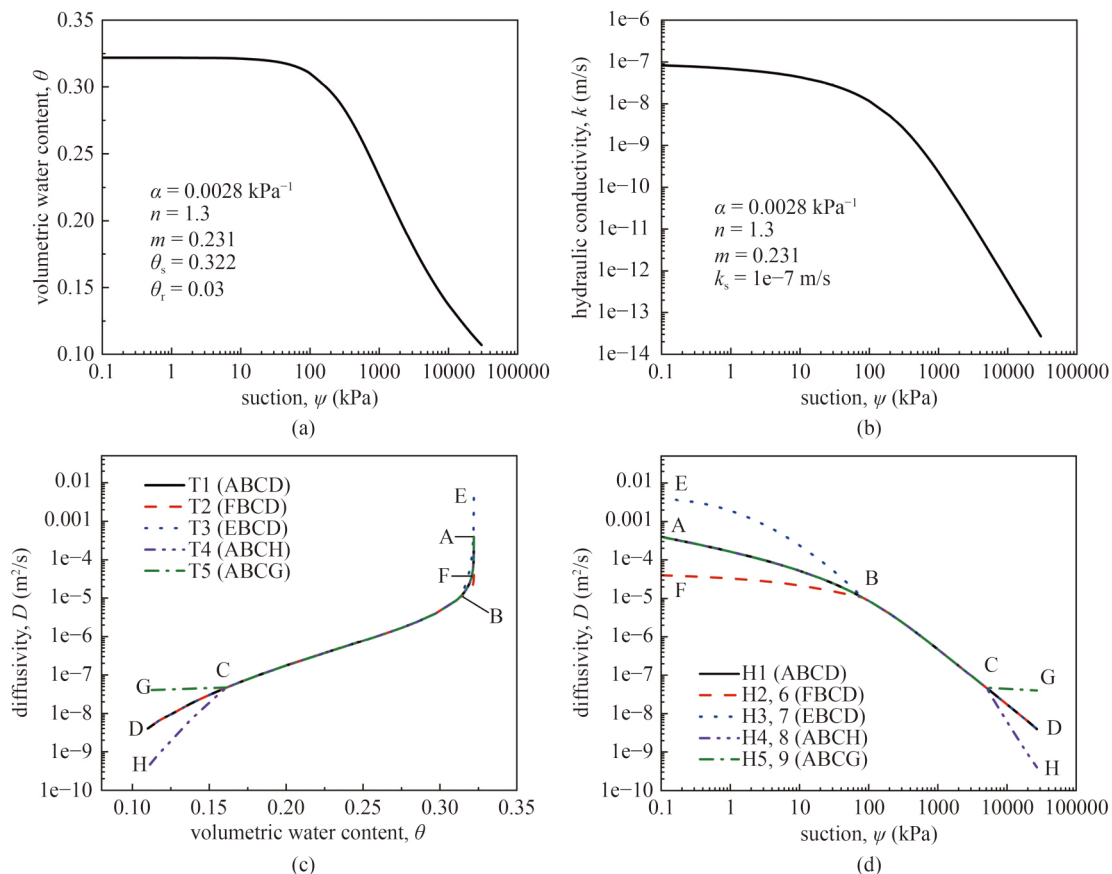 0.35
0.30
0.25
0.20
0.15
0.10
volumetric water content, θ
α = 0.0028 kPa⁻¹
n = 1.3
m = 0.231
θs = 0.322
θr = 0.03
0.1 1 10 100 1000 10000 100000
suction, ψ (kPa)
(a)
1e−6
1e−7
1e−8
1e−9
1e−10
1e−11
1e−12
1e−13
1e−14
hydraulic conductivity, k (m/s)
α = 0.0028 kPa⁻¹
n = 1.3
m = 0.231
ks = 1e−7 m/s
0.1 1 10 100 1000 10000 100000
suction, ψ (kPa)
(b)
0.01
0.001
1e−4
1e−5
1e−6
1e−7
1e−8
1e−9
1e−10
diffusivity, D (m²/s)
T1 (ABCD)
T2 (FBCD)
T3 (EBCD)
T4 (ABCH)
T5 (ABCG)
E
A
F
B
C
G
D
H
0.10 0.15 0.20 0.25 0.30 0.35
volumetric water content, θ
(c)
0.01
0.001
1e−4
1e−5
1e−6
1e−7
1e−8
1e−9
1e−10
diffusivity, D (m²/s)
E
A
F
B
C
G
D
H
H1 (ABCD)
H2, 6 (FBCD)
H3, 7 (EBCD)
H4, 8 (ABCH)
H5, 9 (ABCG)
0.1 1 10 100 1000 10000 100000
suction, ψ (kPa)
(d)